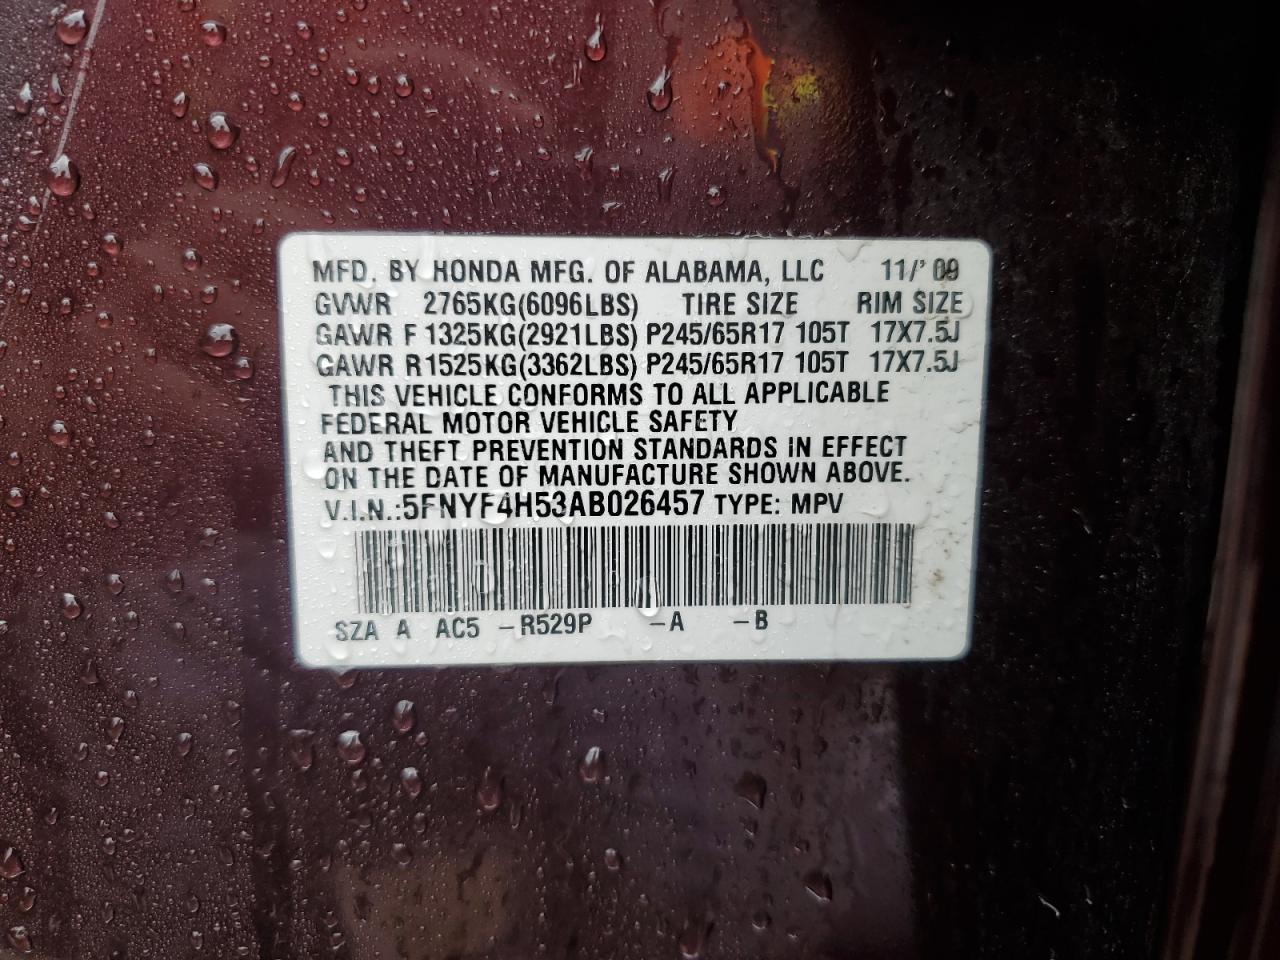 MFD. BY HONDA MFG. OF ALABAMA, LLC 11/' 09
GVWR 2765KG(6096LBS) TIRE SIZE RIM SIZE
GAWR F 1325KG(2921LBS) P245/65R17 105T 17X7.5J
GAWR R1525KG(3362LBS) P245/65R17 105T 17X7.5J
THIS VEHICLE CONFORMS TO ALL APPLICABLE
FEDERAL MOTOR VEHICLE SAFETY
AND THEFT PREVENTION STANDARDS IN EFFECT
ON THE DATE OF MANUFACTURE SHOWN ABOVE.
V.I.N.:5FNYF4H53AB026457 TYPE: MPV
SZA A AC5 -R529P -A -B